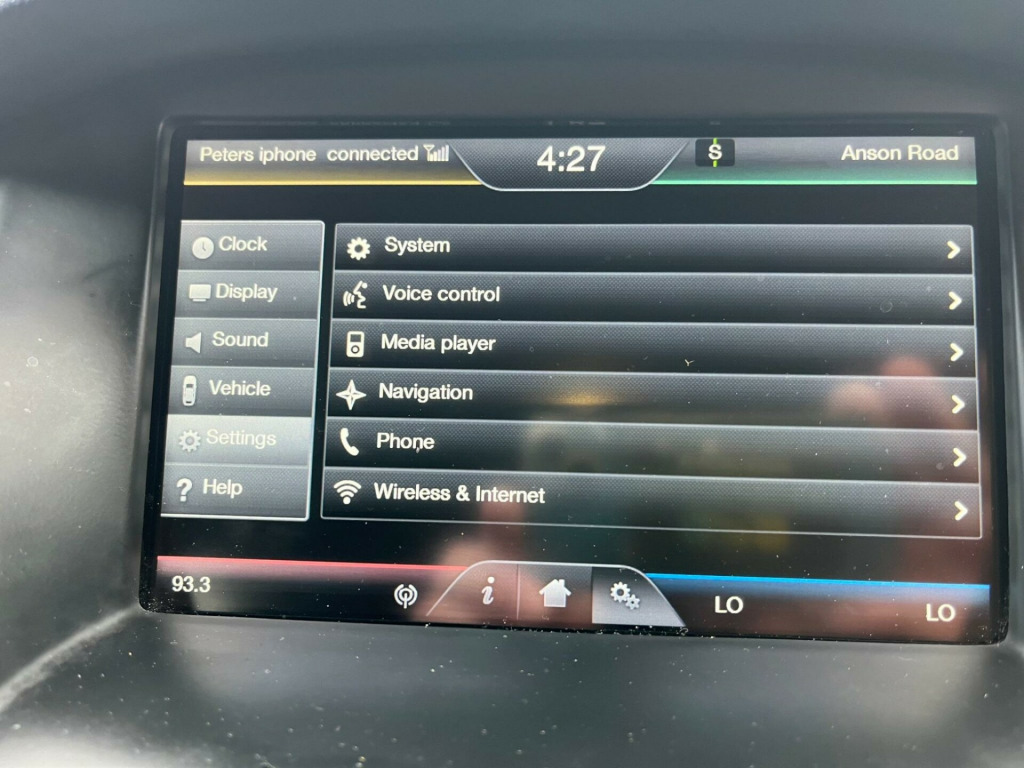 Peters iphone connected
4:27
S
Anson Road
Clock
Display
Sound
Vehicle
Settings
? Help
System
Voice control
Media player
Navigation
Phone
Wireless & Internet
93.3
i
LO
LO